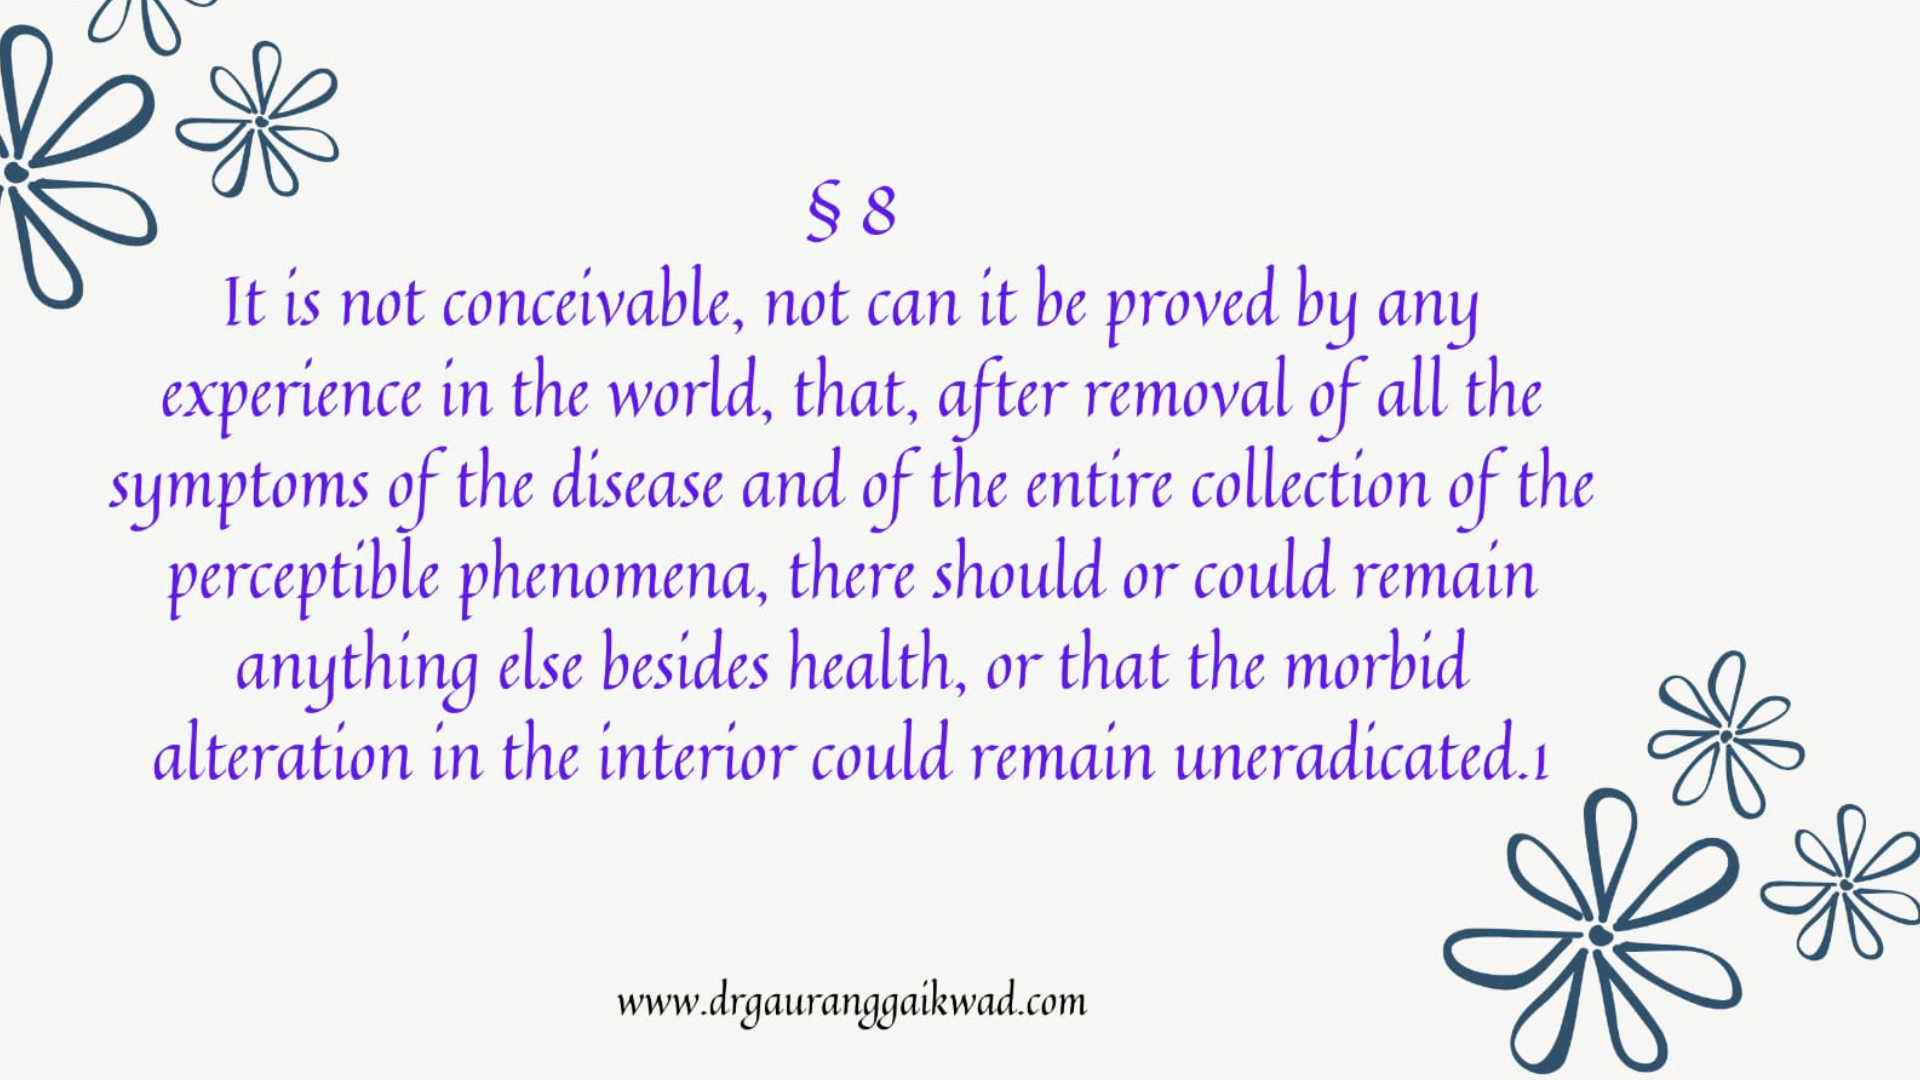 § 8
It is not conceivable, not can it be proved by any
experience in the world, that, after removal of all the
symptoms of the disease and of the entire collection of the
perceptible phenomena, there should or could remain
anything else besides health, or that the morbid
alteration in the interior could remain uneradicated.1
www.drgauranggaikwad.com